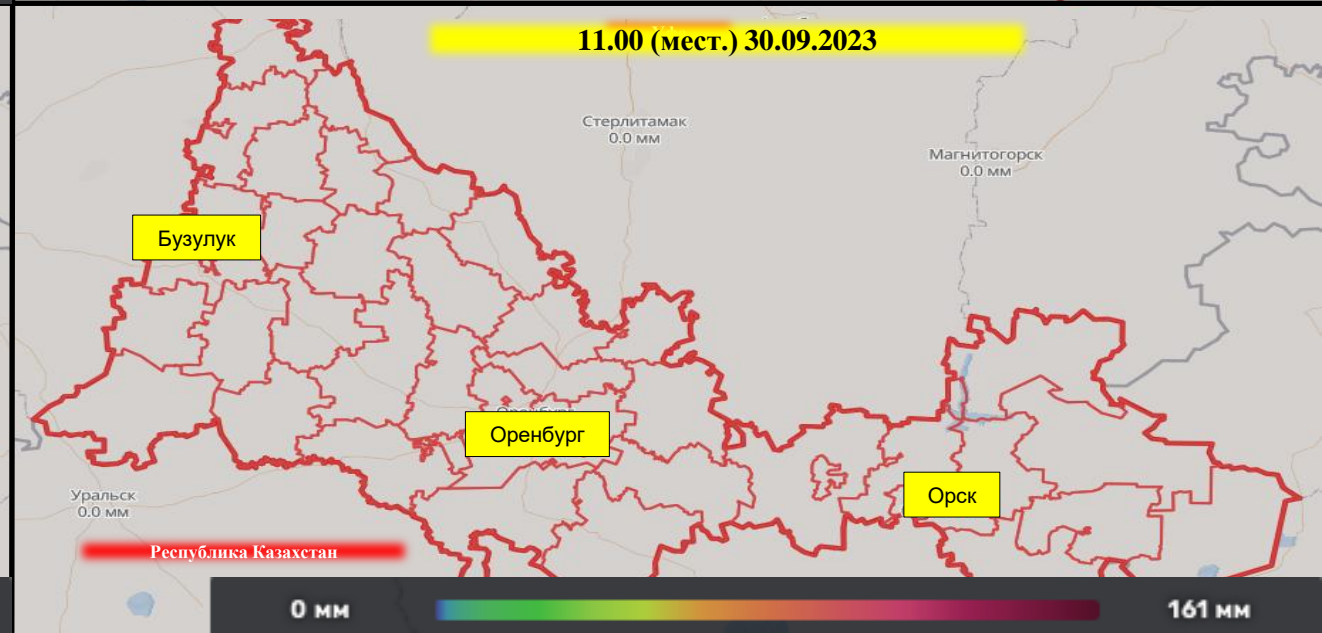 11.00 (мест.) 30.09.2023
Стерлитамак
0.0 мм
Магнитогорск
0.0 мм
Бузулук
Оренбург
Орск
Уральск
0.0 мм
Республика Казахстан
0 мм
161 мм